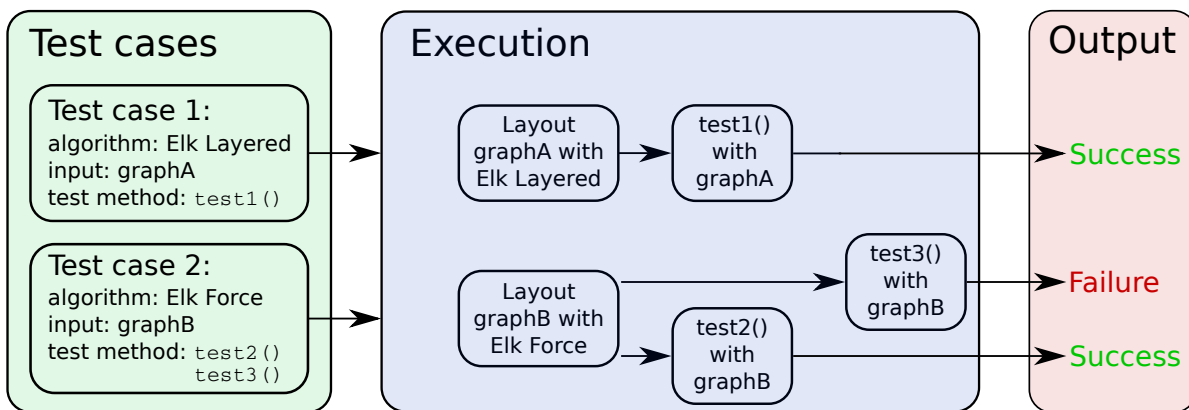 Test cases
Test case 1:
algorithm: Elk Layered
input: graphA
test method: test1()
Test case 2:
algorithm: Elk Force
input: graphB
test method: test2()
test3()
Execution
Layout
graphA with
Elk Layered
test1()
with
graphA
Layout
graphB with
Elk Force
test3()
with
graphB
test2()
with
graphB
Output
Success
Failure
Success